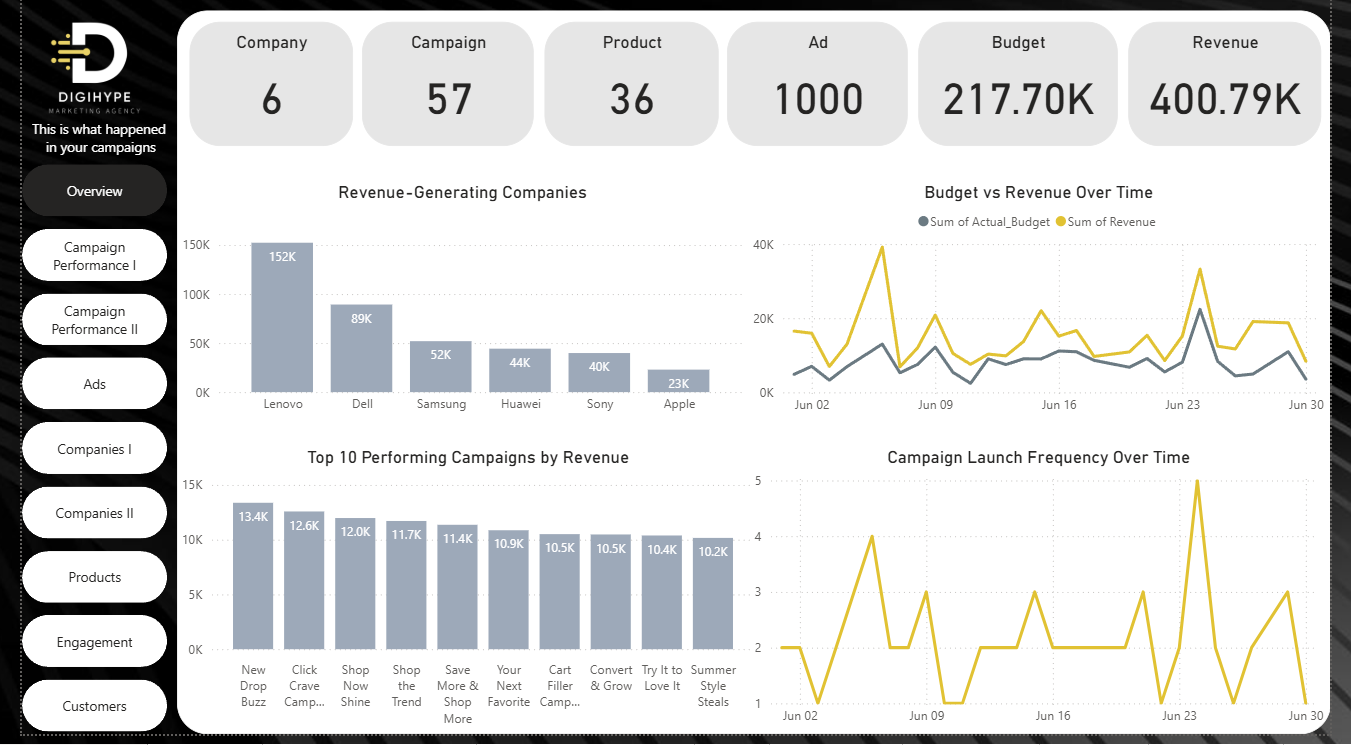 DIGIHYPE
MARKETING AGENCY
This is what happened
in your campaigns
Overview
Campaign
Performance I
Campaign
Performance II
Ads
Companies I
Companies II
Products
Engagement
Customers
Company
6
Campaign
57
Product
36
Ad
1000
Budget
217.70K
Revenue
400.79K
Revenue-Generating Companies
150K
100K
50K
0K
152K
89K
52K
44K
40K
23K
Lenovo Dell Samsung Huawei Sony Apple
Budget vs Revenue Over Time
Sum of Actual_Budget Sum of Revenue
40K
20K
0K
Jun 02 Jun 09 Jun 16 Jun 23 Jun 30
Top 10 Performing Campaigns by Revenue
15K
10K
5K
0K
13.4K
12.6K
12.0K
11.7K
11.4K
10.9K
10.5K
10.5K
10.4K
10.2K
New
Drop
Buzz
Click
Crave
Camp...
Shop
Now
Shine
Shop
the
Trend
Save
More &
Shop
More
Your
Next
Favorite
Cart
Filler
Camp...
Convert
& Grow
Try It to
Love It
Summer
Style
Steals
Campaign Launch Frequency Over Time
5
4
3
2
1
Jun 02 Jun 09 Jun 16 Jun 23 Jun 30